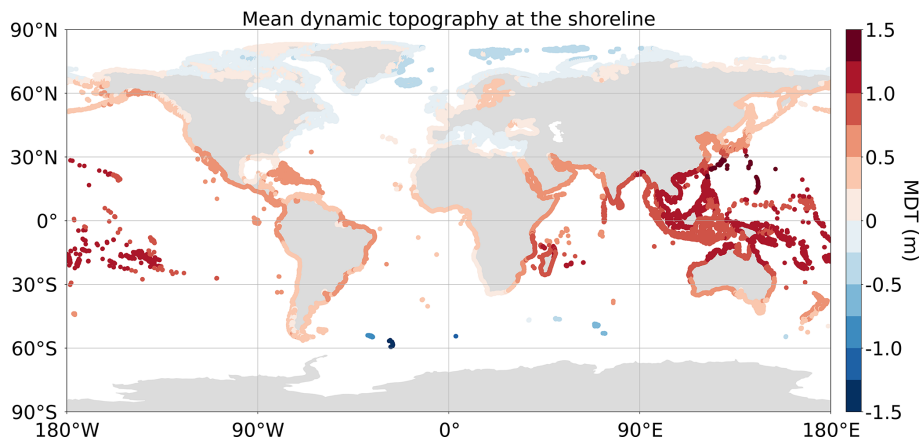 Mean dynamic topography at the shoreline
90°N
60°N
30°N
0°
30°S
60°S
90°S
180°W
90°W
0°
90°E
180°E
1.5
1.0
0.5
0
-0.5
-1.0
-1.5
MDT (m)